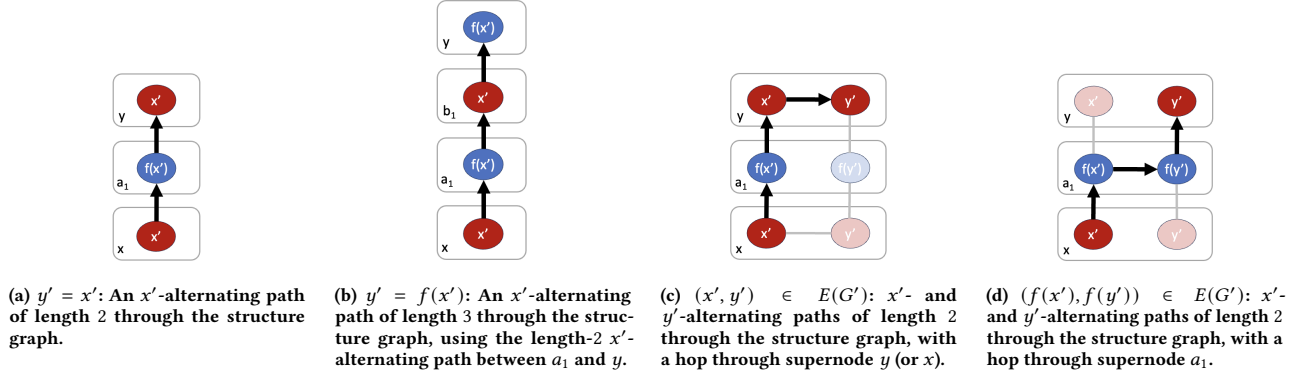 x'
y
f(x')
a₁
x'
x
f(x')
y
x'
b₁
f(x')
a₁
x'
x
x'
y'
y
f(x')
f(y')
a₁
x'
y'
x
x'
y'
y
f(x')
f(y')
a₁
x'
y'
x
(a) y′ = x′: An x′-alternating path
of length 2 through the structure
graph.
(b) y′ = f(x′): An x′-alternating
path of length 3 through the struc-
ture graph, using the length-2 x′-
alternating path between a₁ and y.
(c) (x′, y′) ∈ E(G′): x′- and
y′-alternating paths of length 2
through the structure graph, with
a hop through supernode y (or x).
(d) (f(x′), f(y′)) ∈ E(G′): x′-
and y′-alternating paths of length 2
through the structure graph, with a
hop through supernode a₁.